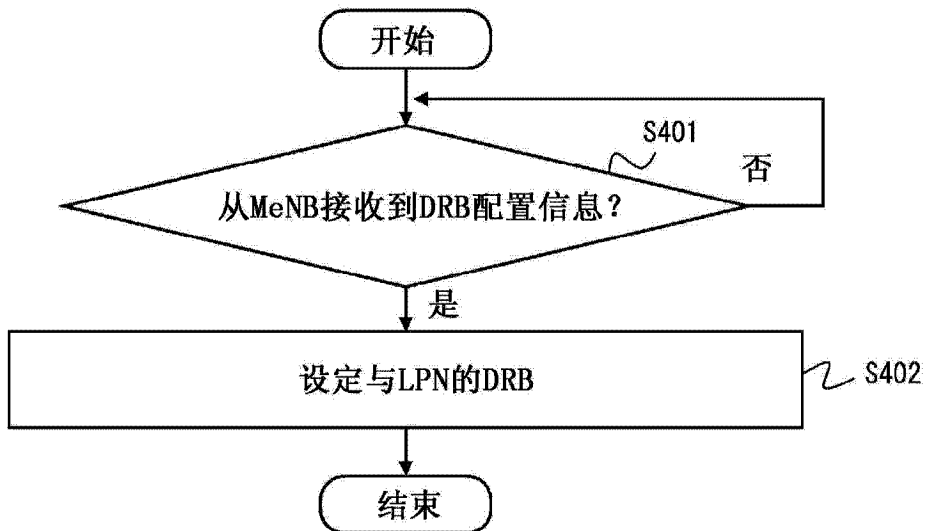 开始
S401
从MeNB接收到DRB配置信息？
否
是
设定与LPN的DRB
S402
结束